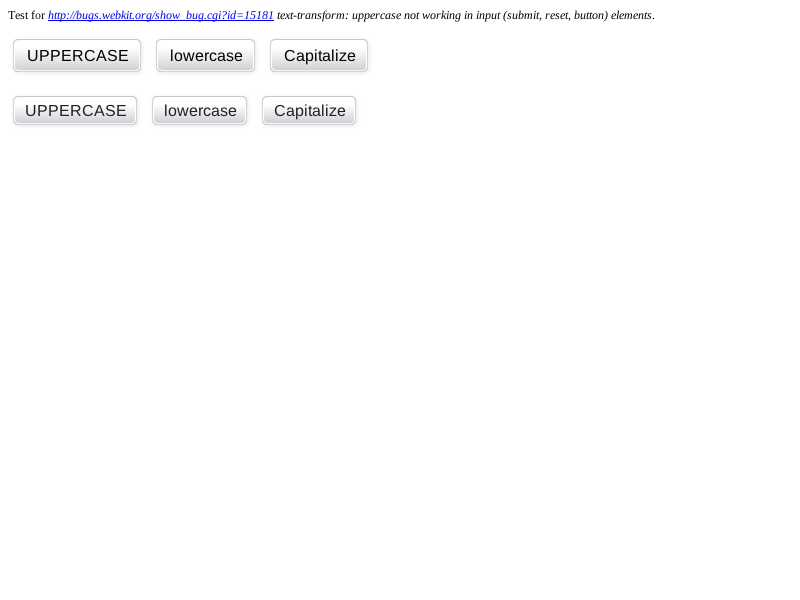 Test for http://bugs.webkit.org/show_bug.cgi?id=15181 text-transform: uppercase not working in input (submit, reset, button) elements.
UPPERCASE lowercase Capitalize
UPPERCASE lowercase Capitalize